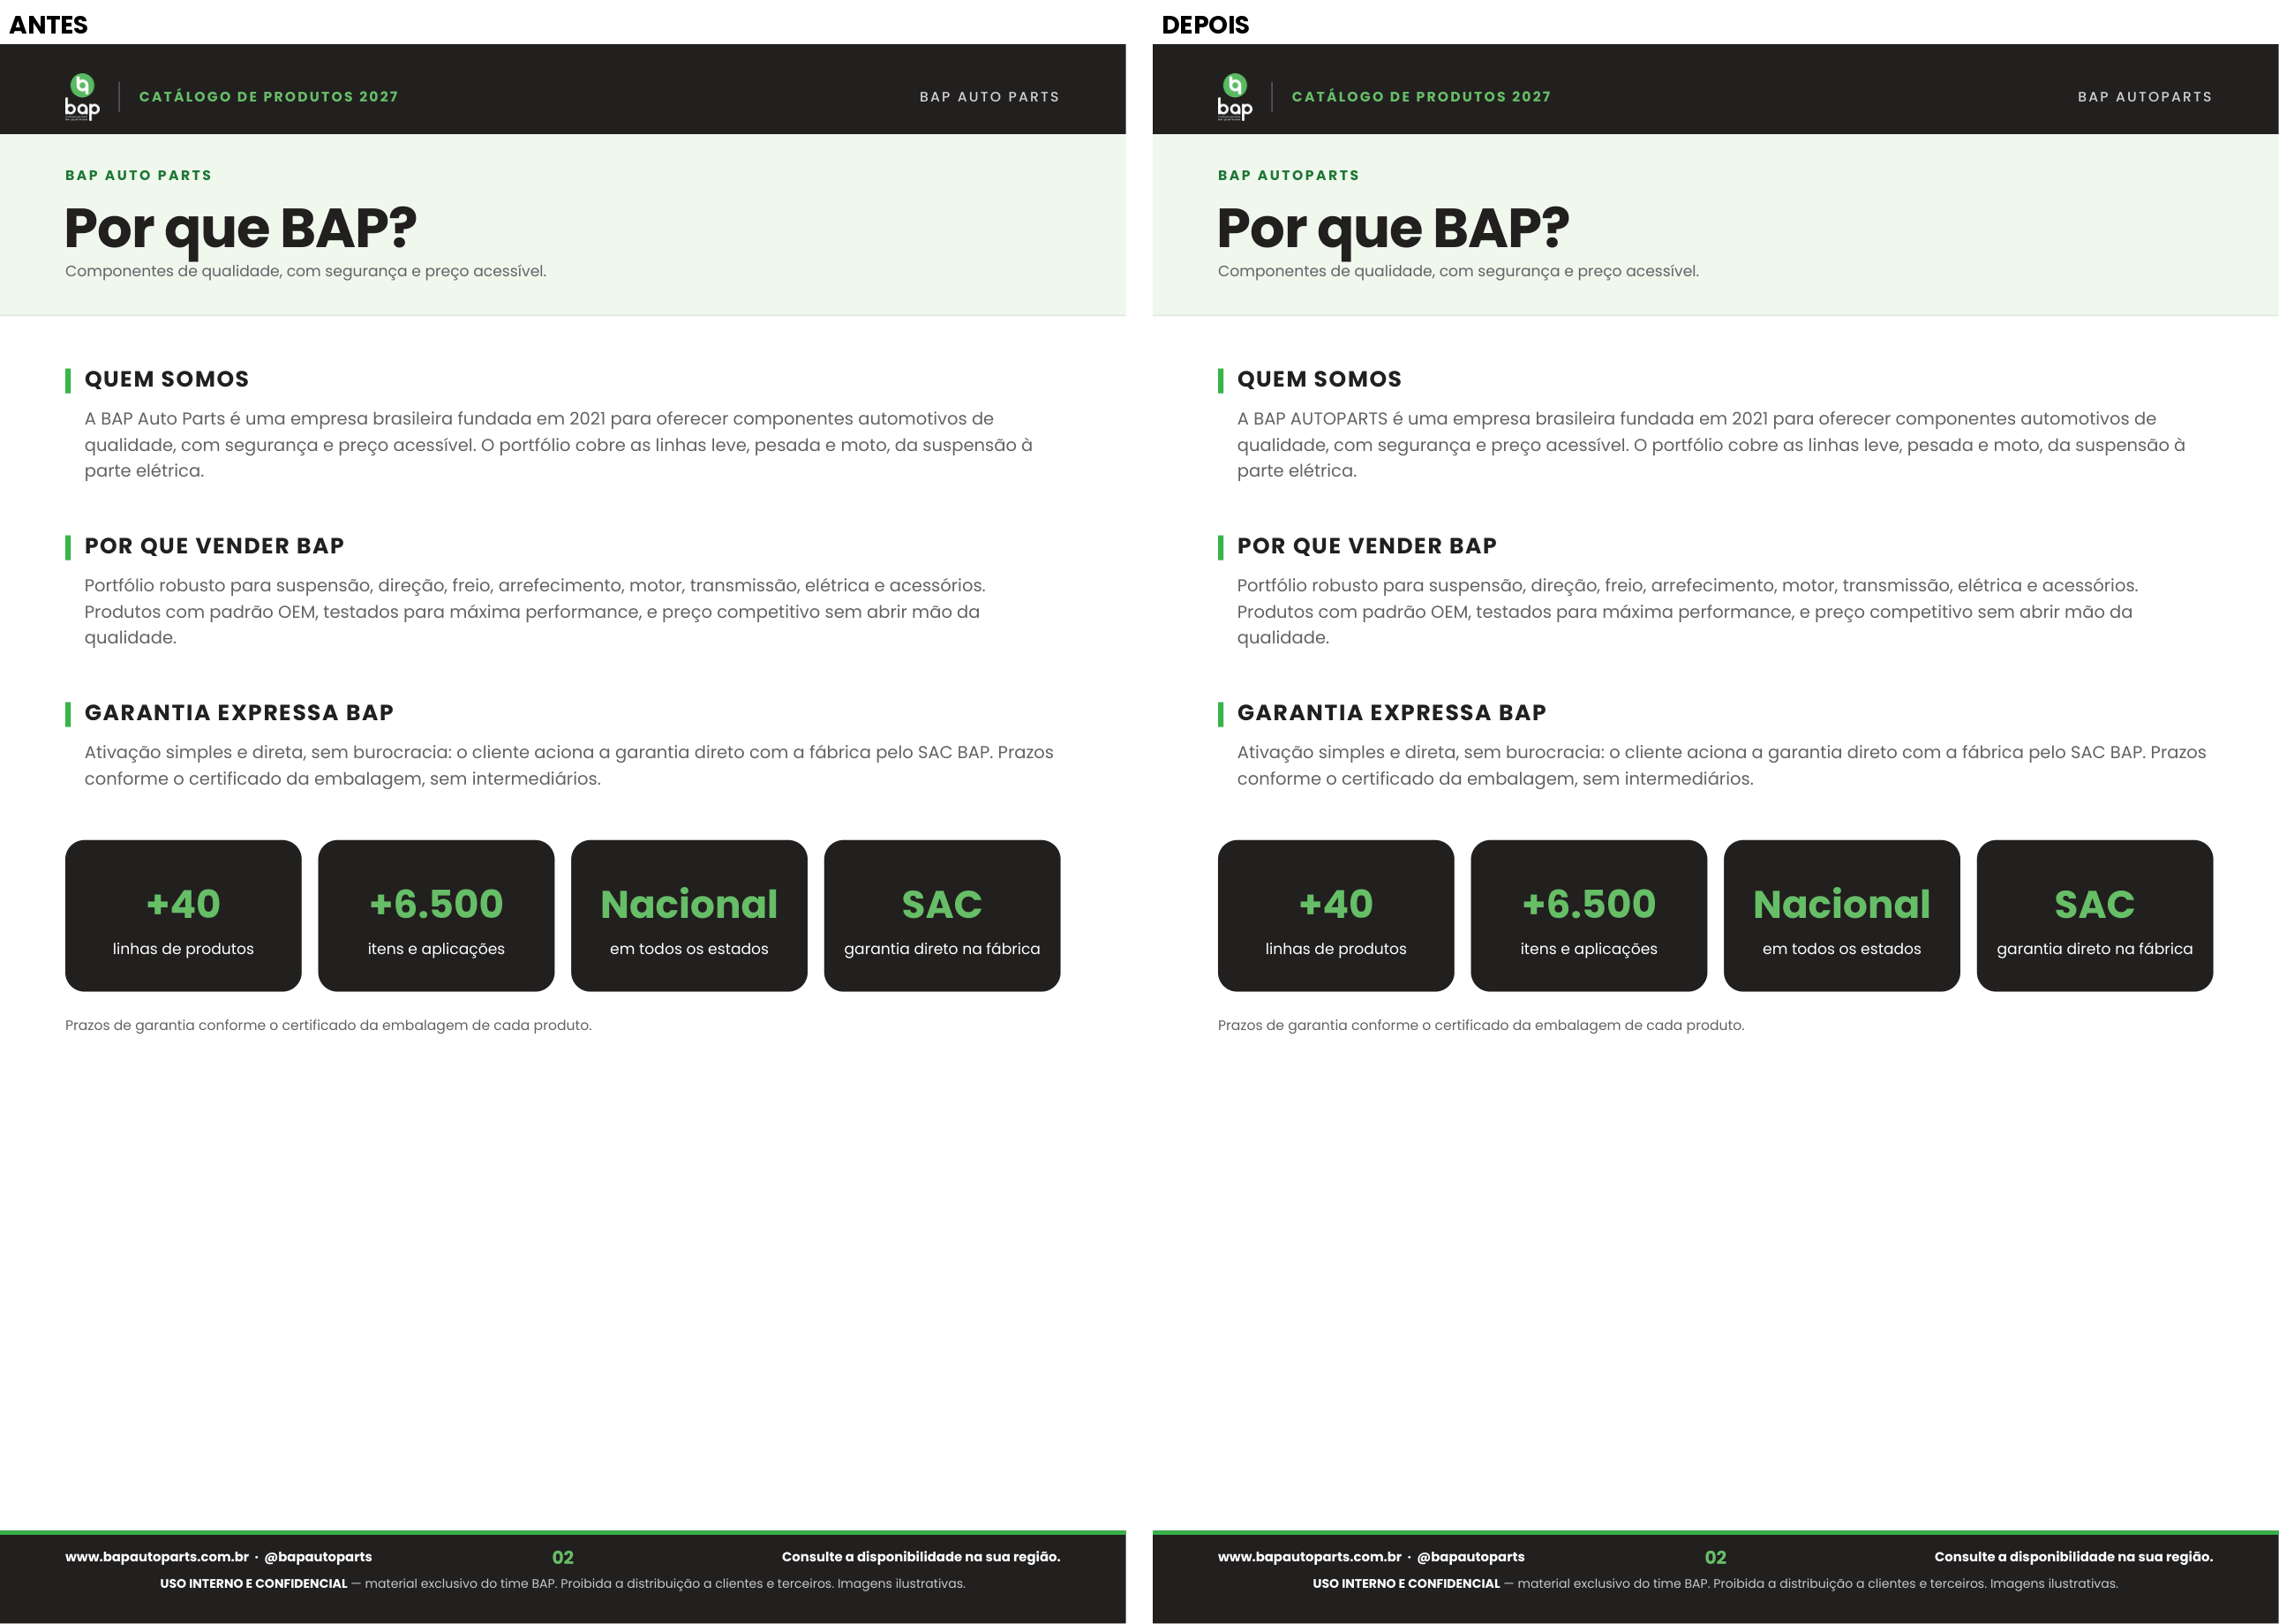 ANTES
bap
CATÁLOGO DE PRODUTOS 2027
BAP AUTO PARTS
BAP AUTO PARTS
Por que BAP?
Componentes de qualidade, com segurança e preço acessível.
QUEM SOMOS
A BAP Auto Parts é uma empresa brasileira fundada em 2021 para oferecer componentes automotivos de
qualidade, com segurança e preço acessível. O portfólio cobre as linhas leve, pesada e moto, da suspensão à
parte elétrica.
POR QUE VENDER BAP
Portfólio robusto para suspensão, direção, freio, arrefecimento, motor, transmissão, elétrica e acessórios.
Produtos com padrão OEM, testados para máxima performance, e preço competitivo sem abrir mão da
qualidade.
GARANTIA EXPRESSA BAP
Ativação simples e direta, sem burocracia: o cliente aciona a garantia direto com a fábrica pelo SAC BAP. Prazos
conforme o certificado da embalagem, sem intermediários.
+40
linhas de produtos
+6.500
itens e aplicações
Nacional
em todos os estados
SAC
garantia direto na fábrica
Prazos de garantia conforme o certificado da embalagem de cada produto.
www.bapautoparts.com.br · @bapautoparts
02
Consulte a disponibilidade na sua região.
USO INTERNO E CONFIDENCIAL — material exclusivo do time BAP. Proibida a distribuição a clientes e terceiros. Imagens ilustrativas.
DEPOIS
bap
CATÁLOGO DE PRODUTOS 2027
BAP AUTOPARTS
BAP AUTOPARTS
Por que BAP?
Componentes de qualidade, com segurança e preço acessível.
QUEM SOMOS
A BAP AUTOPARTS é uma empresa brasileira fundada em 2021 para oferecer componentes automotivos de
qualidade, com segurança e preço acessível. O portfólio cobre as linhas leve, pesada e moto, da suspensão à
parte elétrica.
POR QUE VENDER BAP
Portfólio robusto para suspensão, direção, freio, arrefecimento, motor, transmissão, elétrica e acessórios.
Produtos com padrão OEM, testados para máxima performance, e preço competitivo sem abrir mão da
qualidade.
GARANTIA EXPRESSA BAP
Ativação simples e direta, sem burocracia: o cliente aciona a garantia direto com a fábrica pelo SAC BAP. Prazos
conforme o certificado da embalagem, sem intermediários.
+40
linhas de produtos
+6.500
itens e aplicações
Nacional
em todos os estados
SAC
garantia direto na fábrica
Prazos de garantia conforme o certificado da embalagem de cada produto.
www.bapautoparts.com.br · @bapautoparts
02
Consulte a disponibilidade na sua região.
USO INTERNO E CONFIDENCIAL — material exclusivo do time BAP. Proibida a distribuição a clientes e terceiros. Imagens ilustrativas.